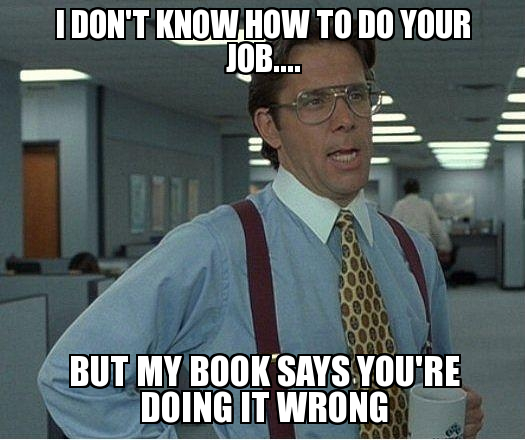 I DON'T KNOW HOW TO DO YOUR
JOB....
BUT MY BOOK SAYS YOU'RE
DOING IT WRONG